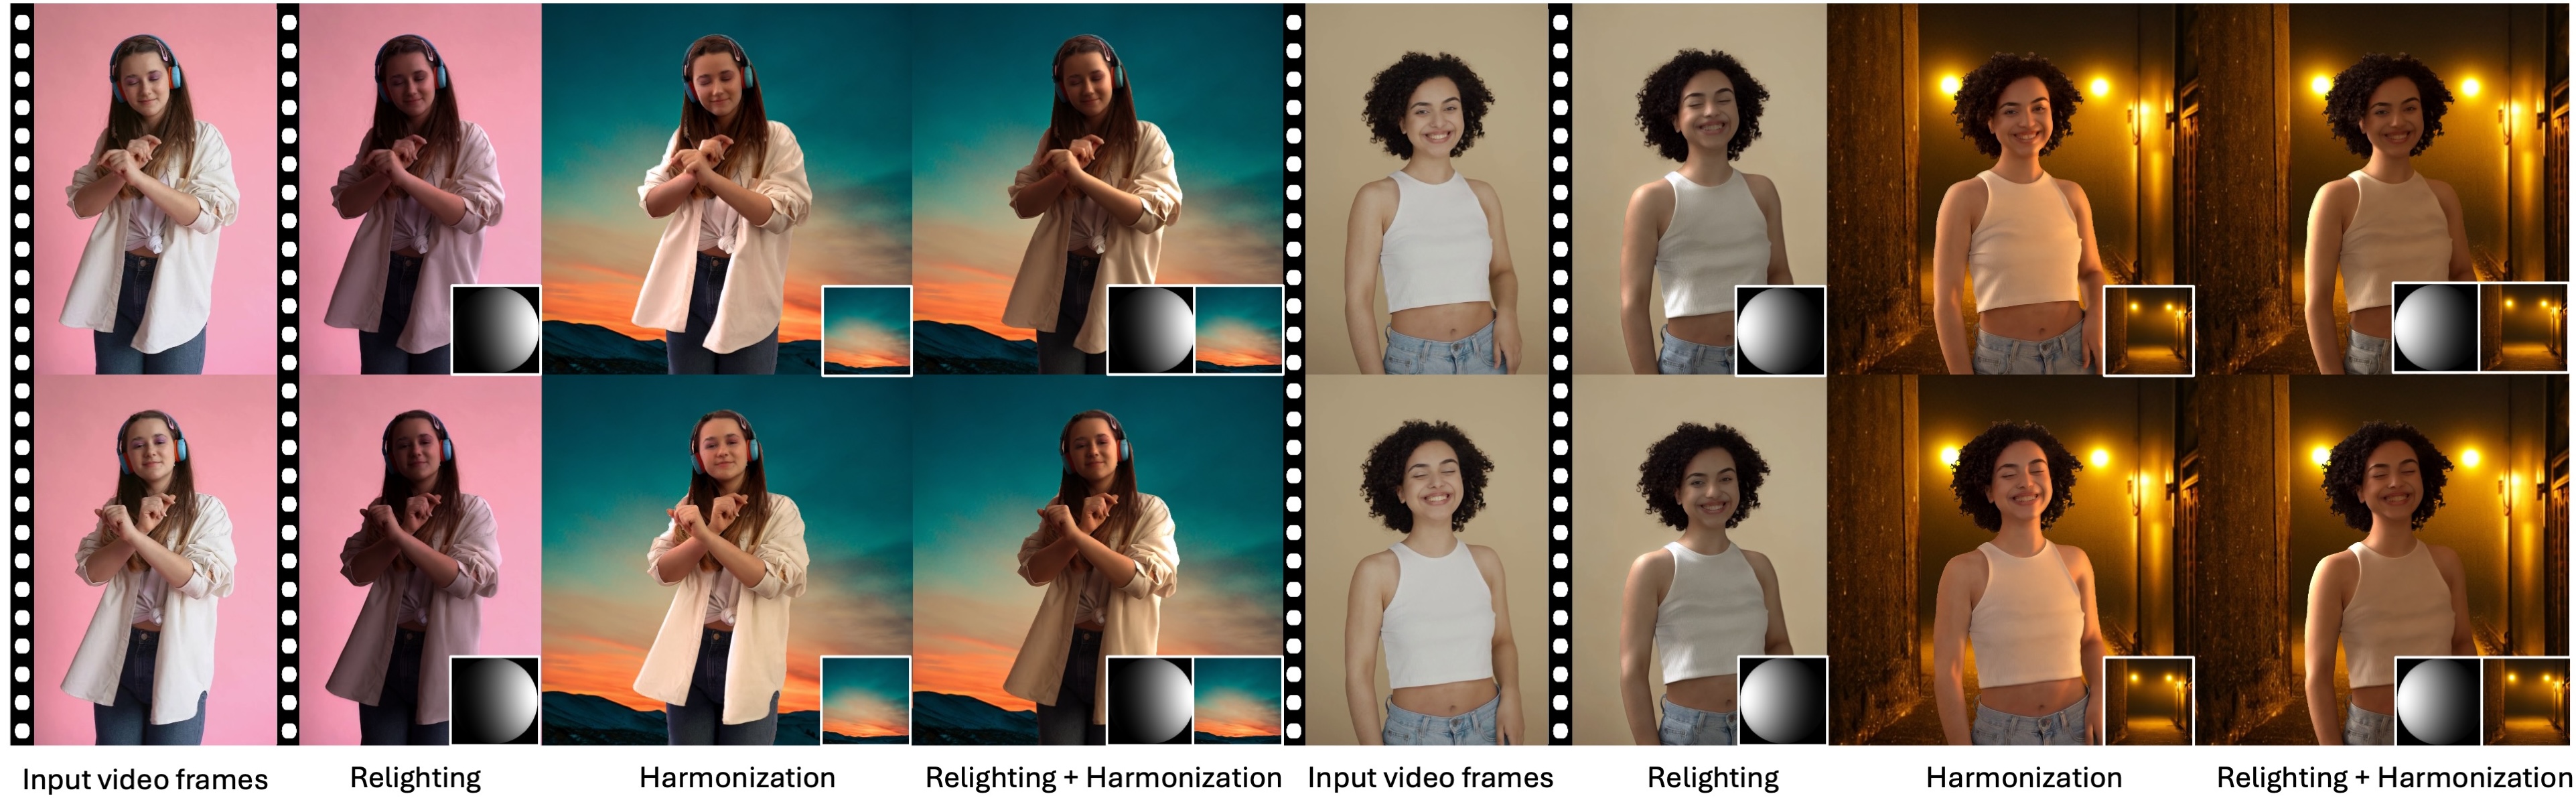 Input video frames
Relighting
Harmonization
Relighting + Harmonization
Input video frames
Relighting
Harmonization
Relighting + Harmonization